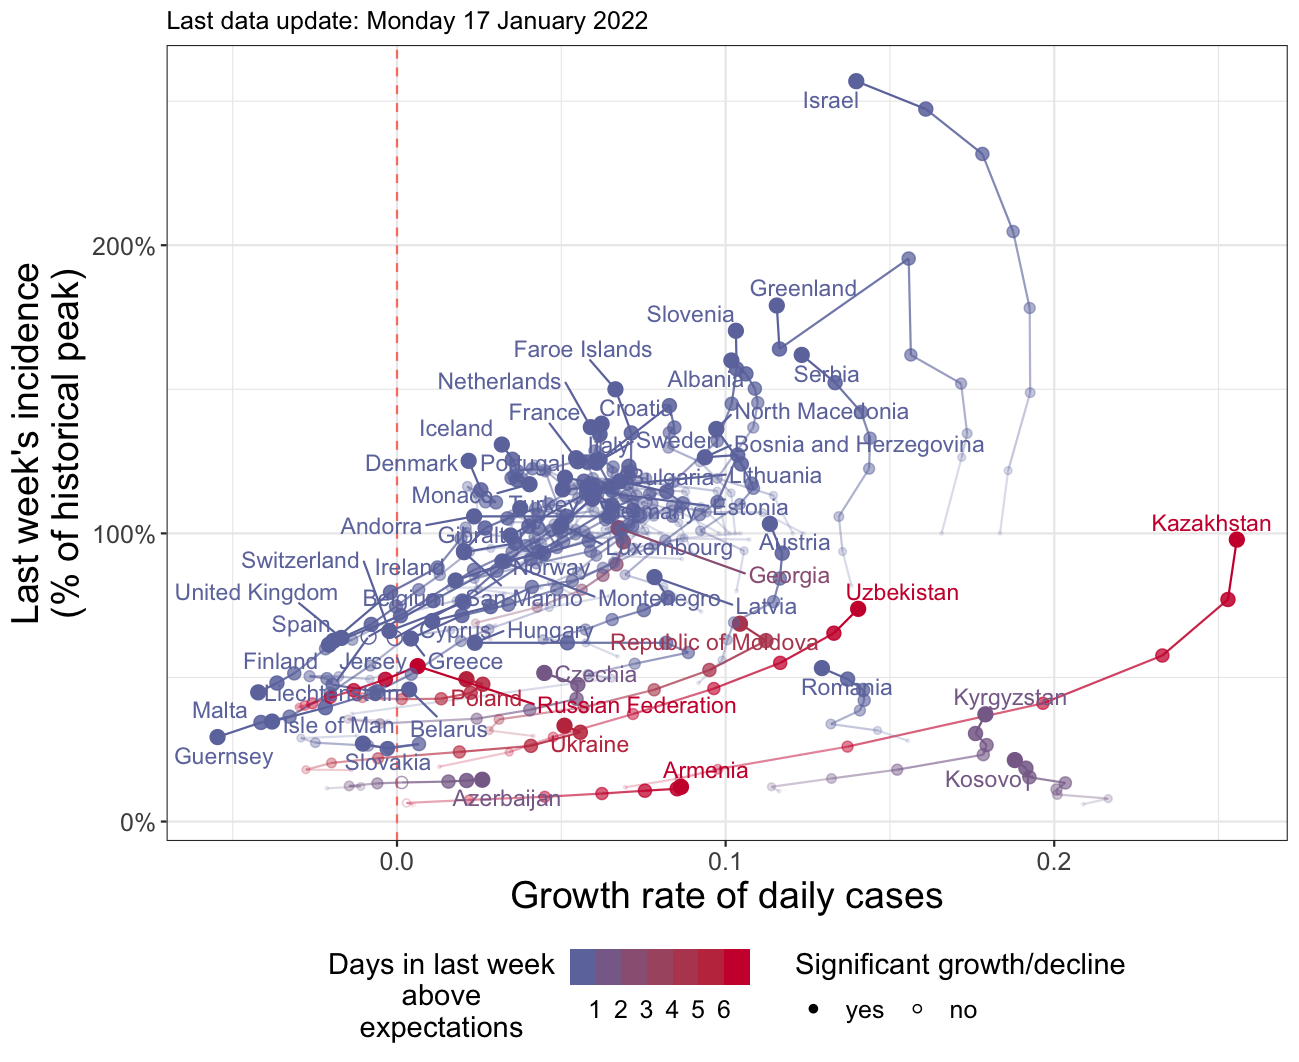 Last data update: Monday 17 January 2022
Last week's incidence
(% of historical peak)
200%
100%
0%
Israel
Greenland
Slovenia
Faroe Islands
Serbia
Albania
Netherlands
France
Croatia
North Macedonia
Iceland
Italy
Sweden
Bosnia and Herzegovina
Denmark
Portugal
Bulgaria
Lithuania
Monaco
Turkey
Germany
Estonia
Andorra
Gibraltar
Kazakhstan
Luxembourg
Austria
Switzerland
Ireland
Norway
Georgia
United Kingdom
Belgium
San Marino
Montenegro
Latvia
Uzbekistan
Spain
Cyprus
Hungary
Republic of Moldova
Finland
Jersey
Greece
Czechia
Romania
Liechtenstein
Poland
Russian Federation
Kyrgyzstan
Malta
Isle of Man
Belarus
Ukraine
Guernsey
Slovakia
Armenia
Kosovo
Azerbaijan
0.0
0.1
0.2
Growth rate of daily cases
Days in last week
above
expectations
1 2 3 4 5 6
Significant growth/decline
yes
no